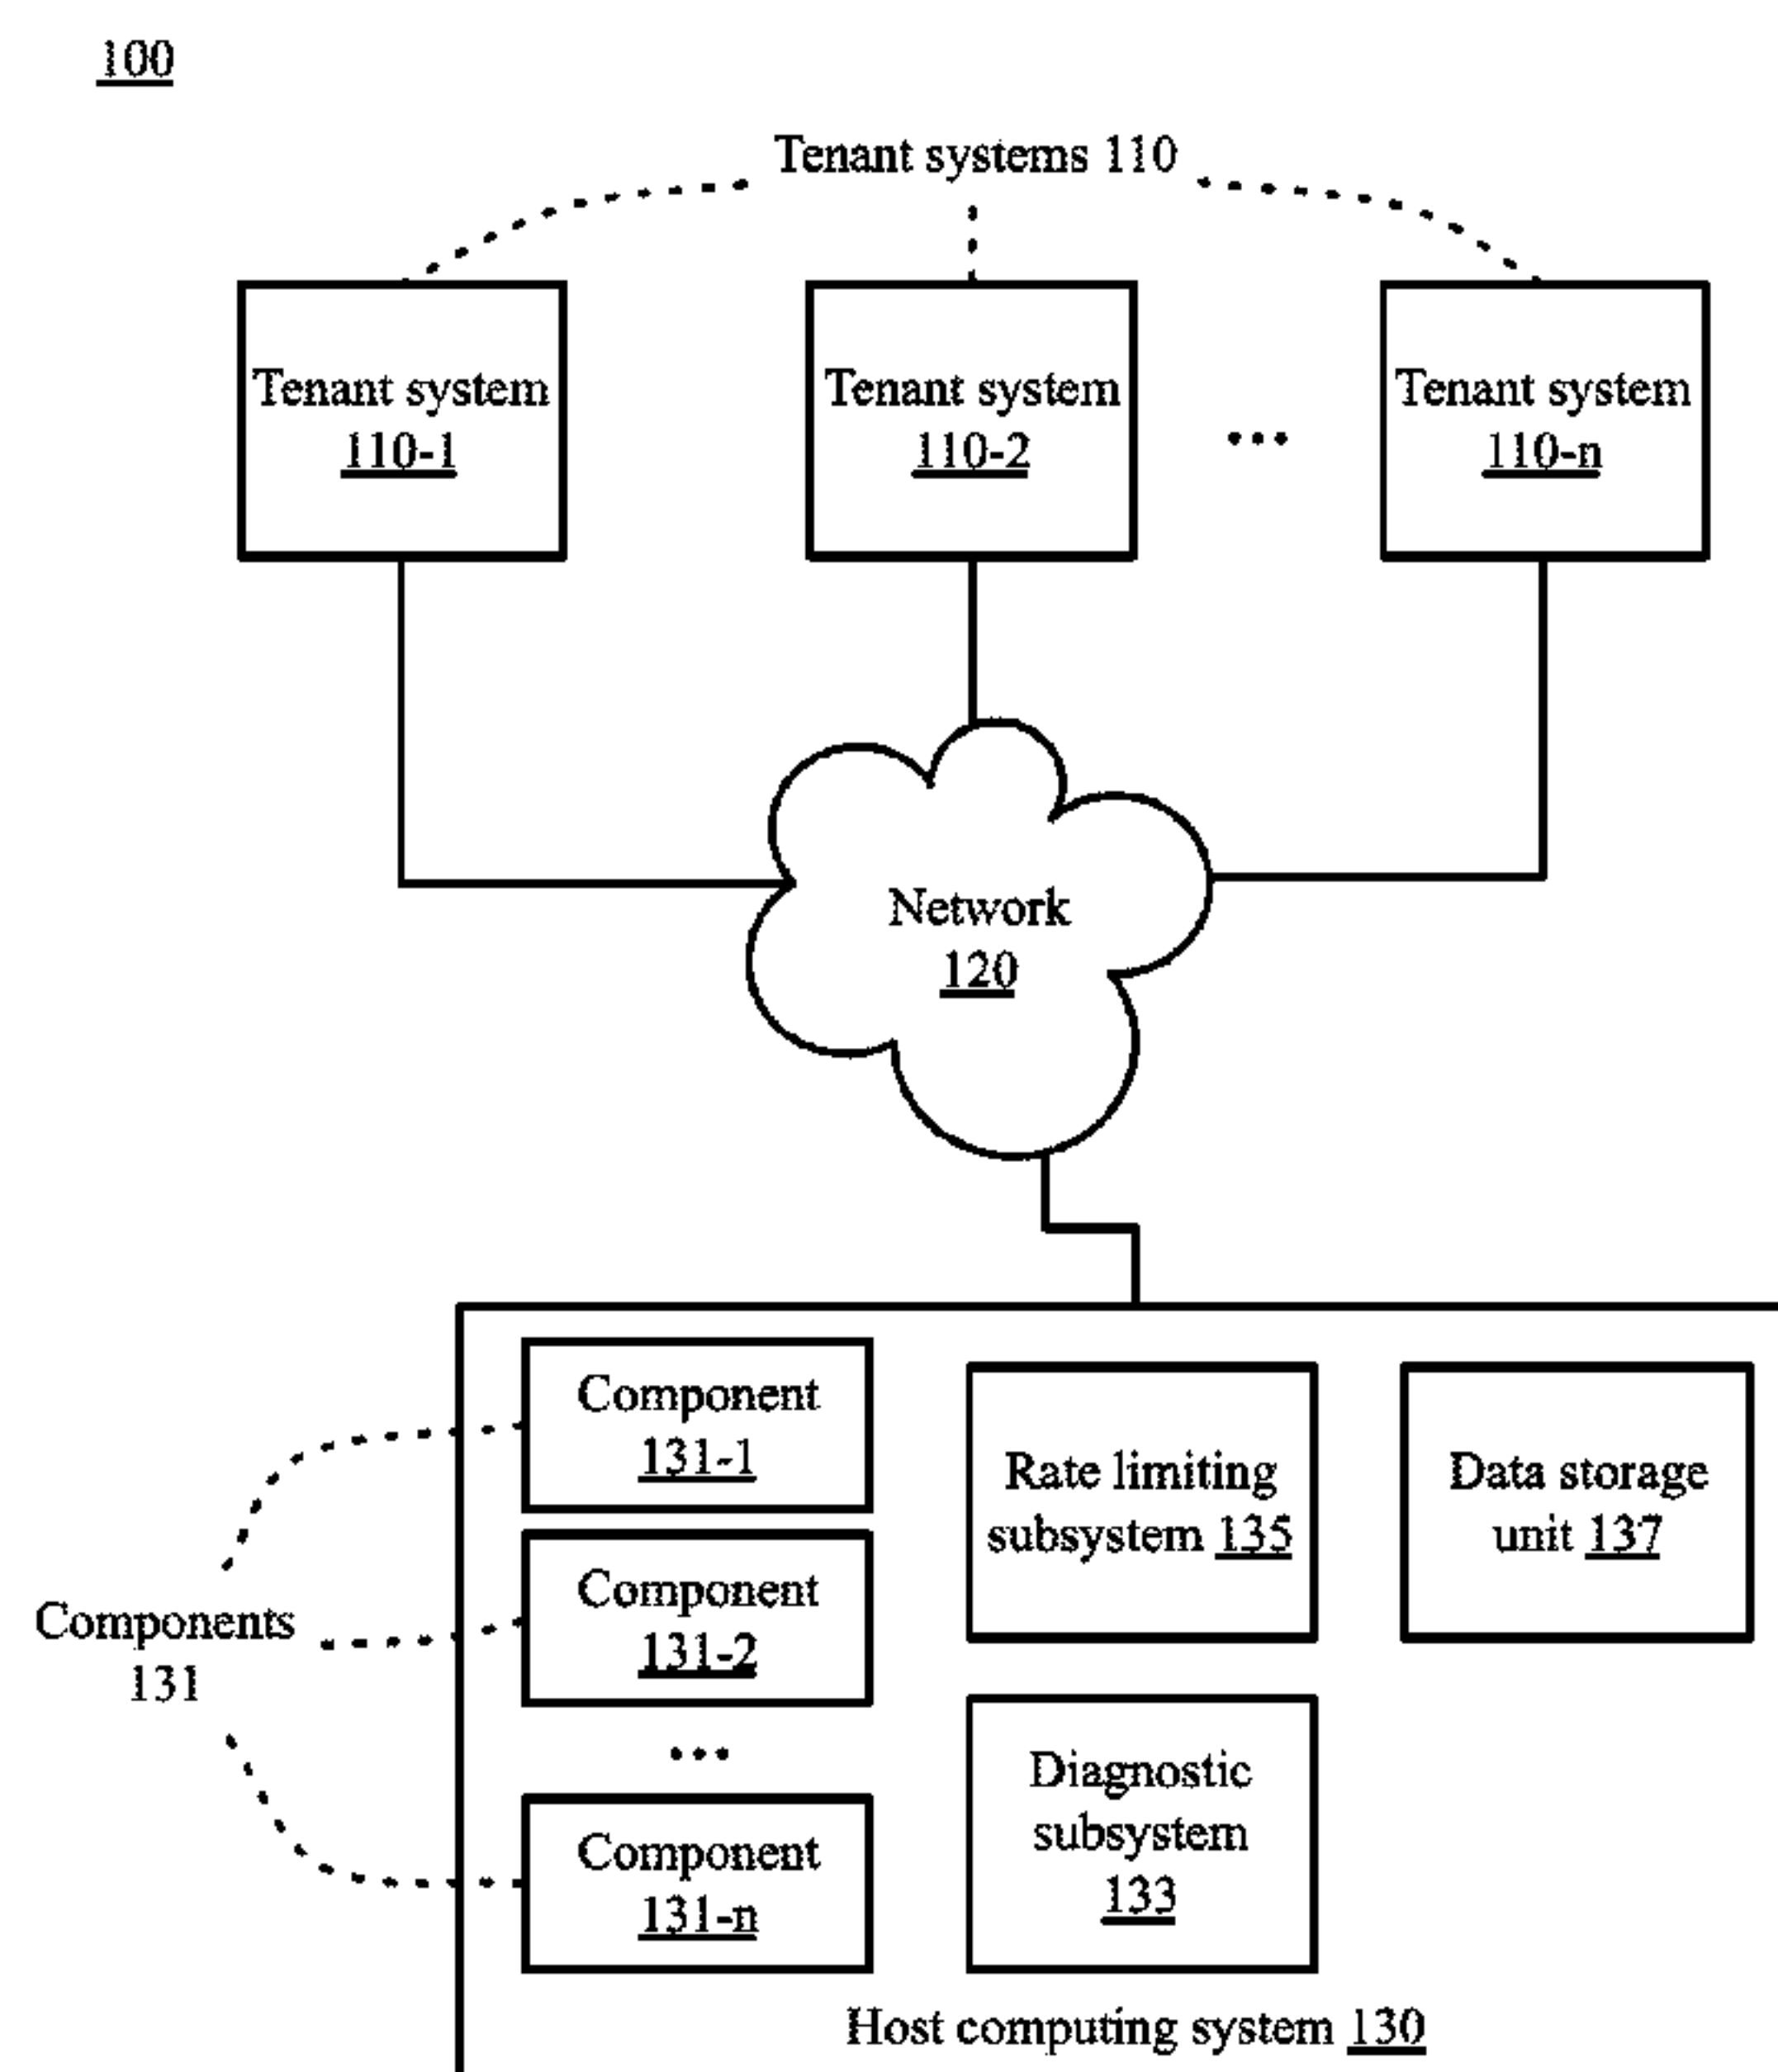 100
Tenant systems 110
Tenant system
110-1
Tenant system
110-2
...
Tenant system
110-n
Network
120
Component
131-1
Component
131-2
...
Component
131-n
Components
131
Rate limiting
subsystem 135
Data storage
unit 137
Diagnostic
subsystem
133
Host computing system 130